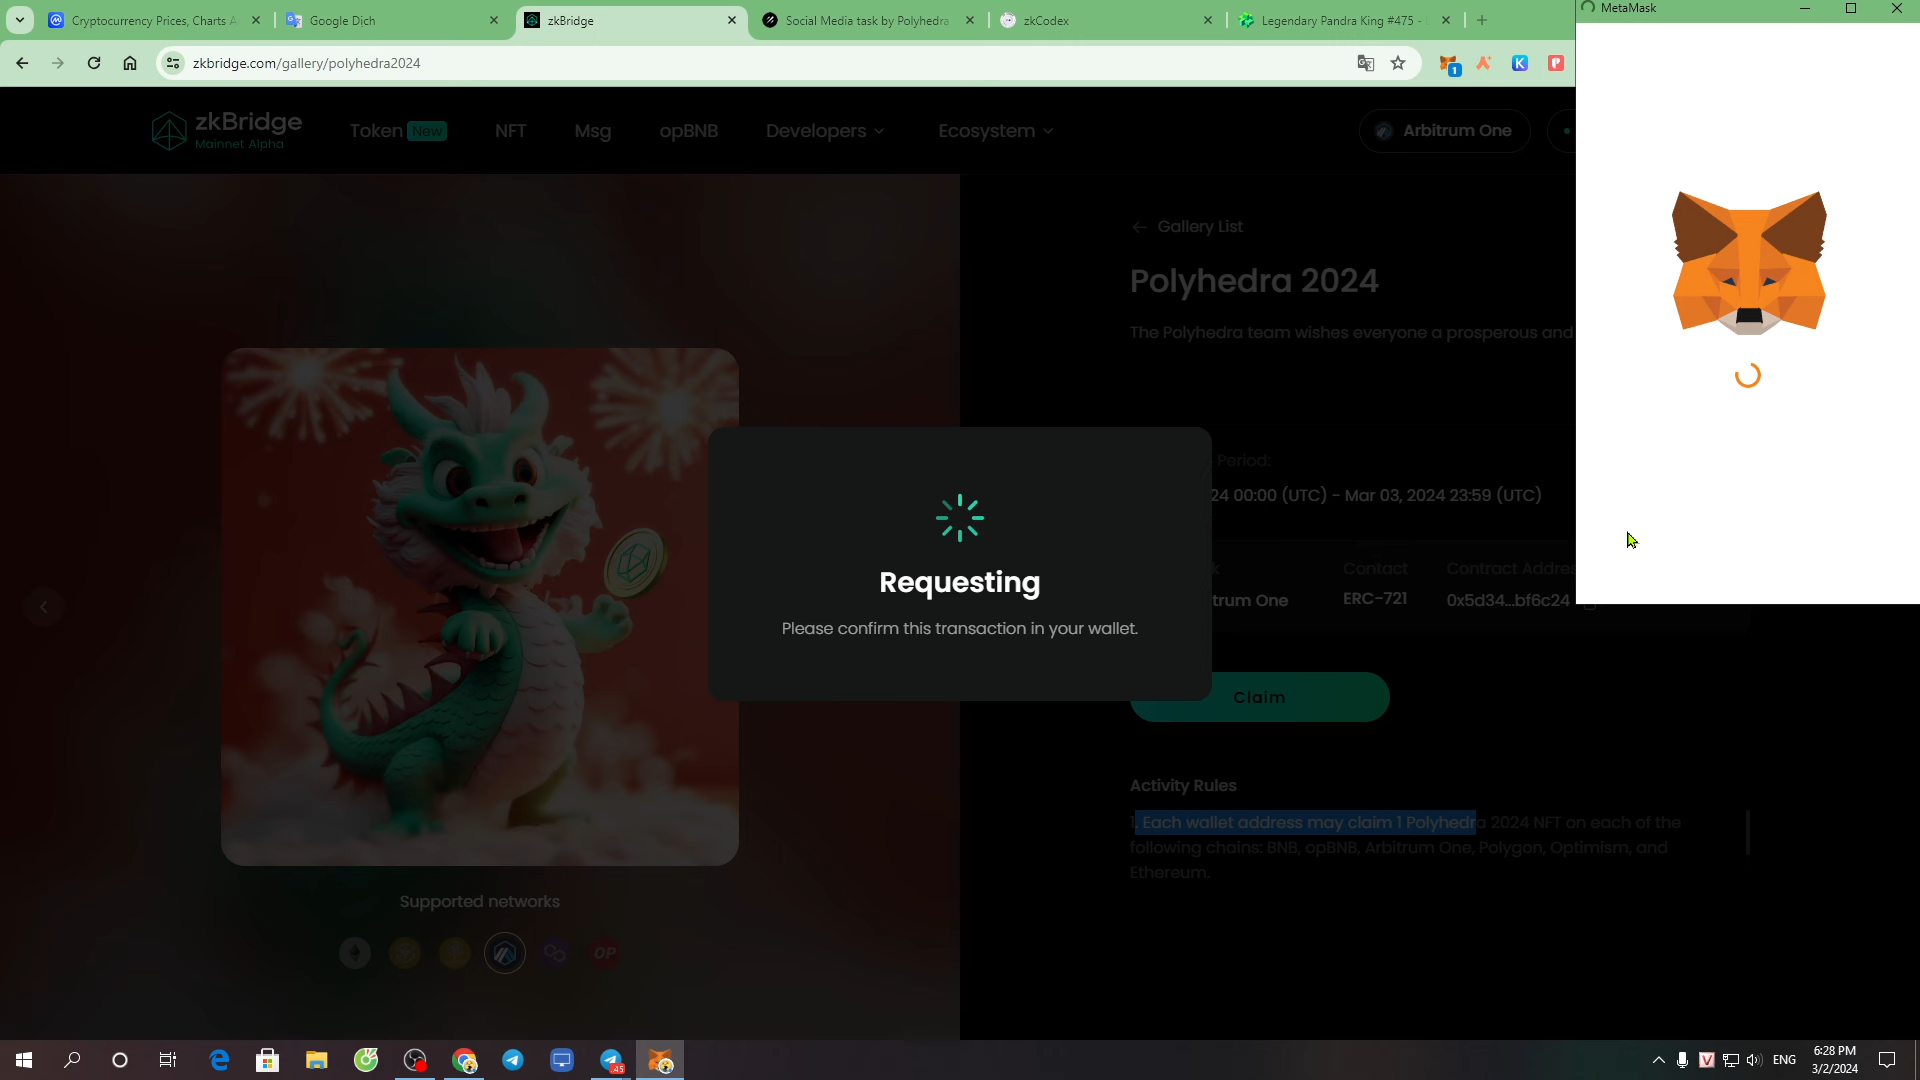 Cryptocurrency Prices, Charts A
Google Dịch
zkBridge
Social Media task by Polyhedra
zkCodex
Legendary Pandra King #475 -
MetaMask
zkbridge.com/gallery/polyhedra2024
1
zkBridge
Mainnet Alpha
Token New
NFT
Msg
opBNB
Developers
Ecosystem
Arbitrum One
Gallery List
Polyhedra 2024
The Polyhedra team wishes everyone a prosperous and
Period:
24 00:00 (UTC) - Mar 03, 2024 23:59 (UTC)
Requesting
Please confirm this transaction in your wallet.
k
Contact
Contract Addres
trum One
ERC-721
0x5d34...bf6c24
Claim
Activity Rules
1. Each wallet address may claim 1 Polyhedra 2024 NFT on each of the
following chains: BNB, opBNB, Arbitrum One, Polygon, Optimism, and
Ethereum.
Supported networks
OP
45
ENG
6:28 PM
3/2/2024